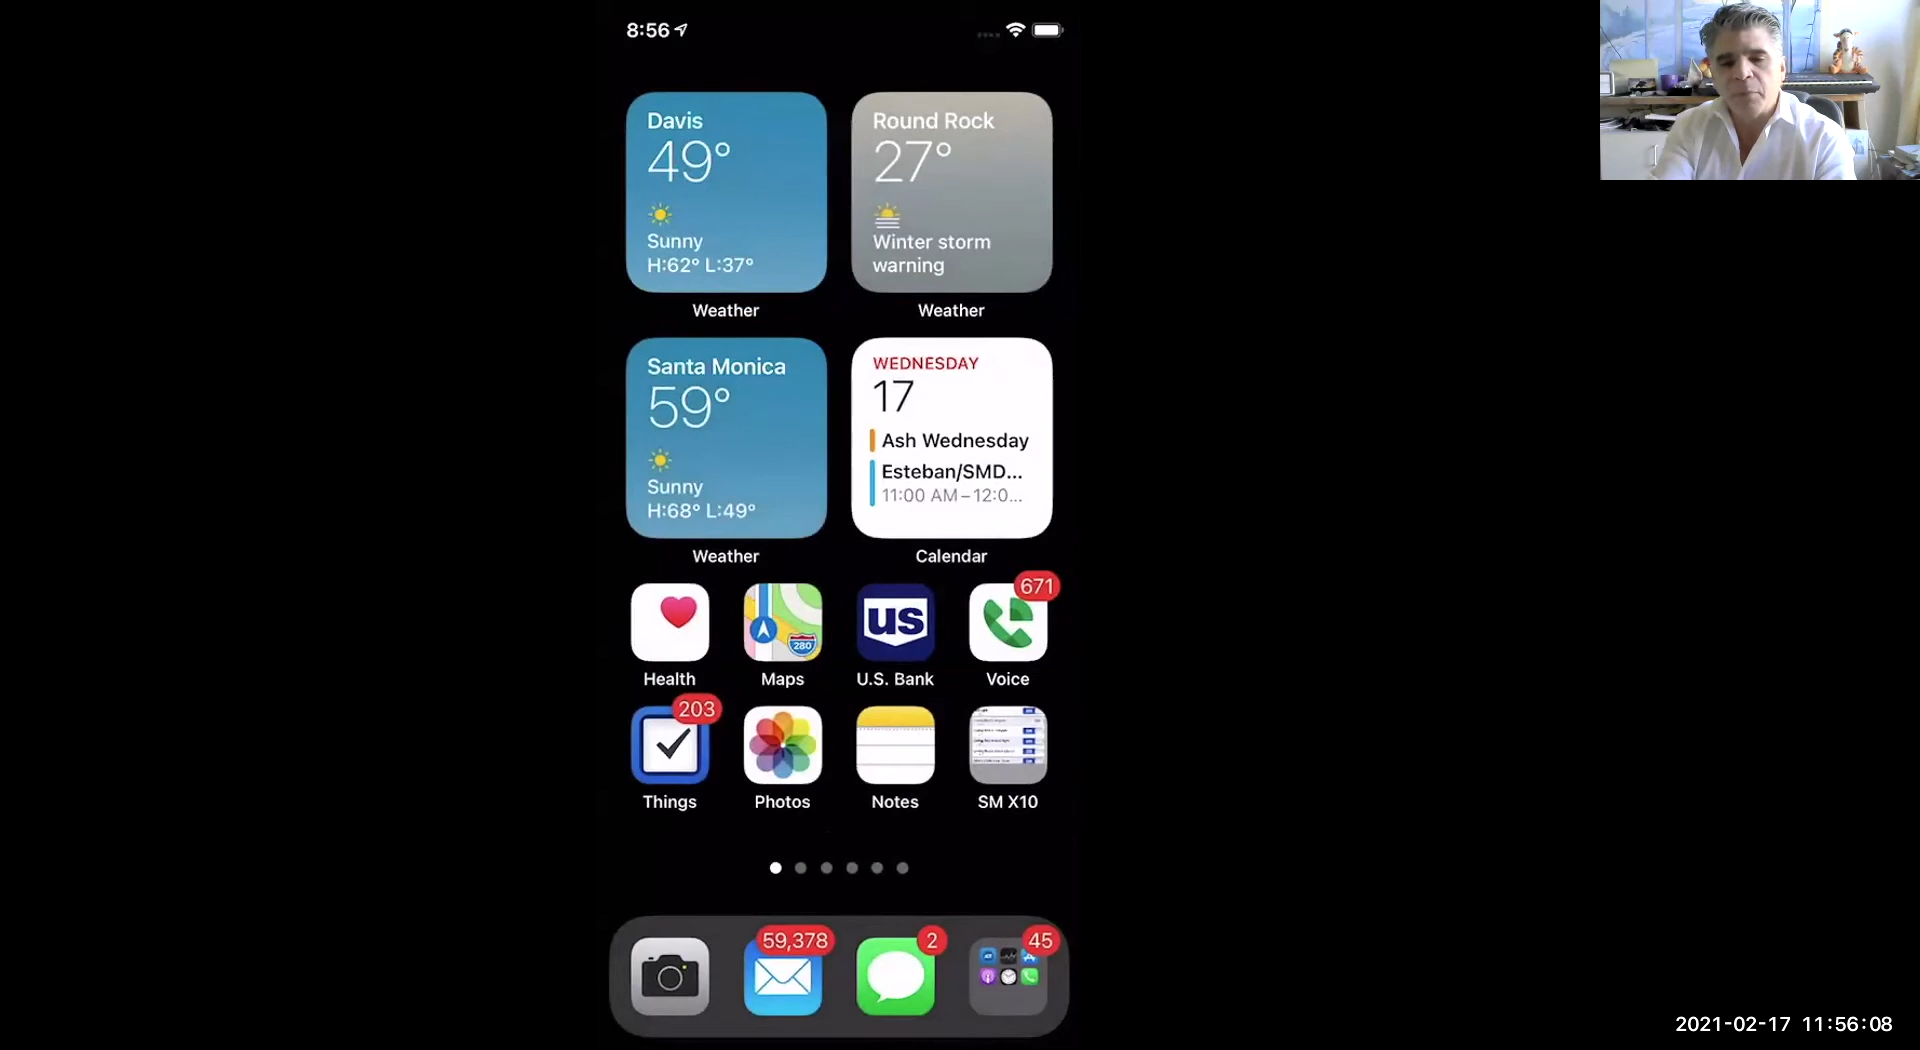 8:56
Davis
49°
Sunny
H:62° L:37°
Weather
Round Rock
27°
Winter storm
warning
Weather
Santa Monica
59°
Sunny
H:68° L:49°
Weather
WEDNESDAY
17
Ash Wednesday
Esteban/SMD...
11:00 AM – 12:0...
Calendar
Health
280
Maps
us
U.S. Bank
671
Voice
203
Things
Photos
Notes
SM X10
59,378
2
45
2021-02-17 11:56:08